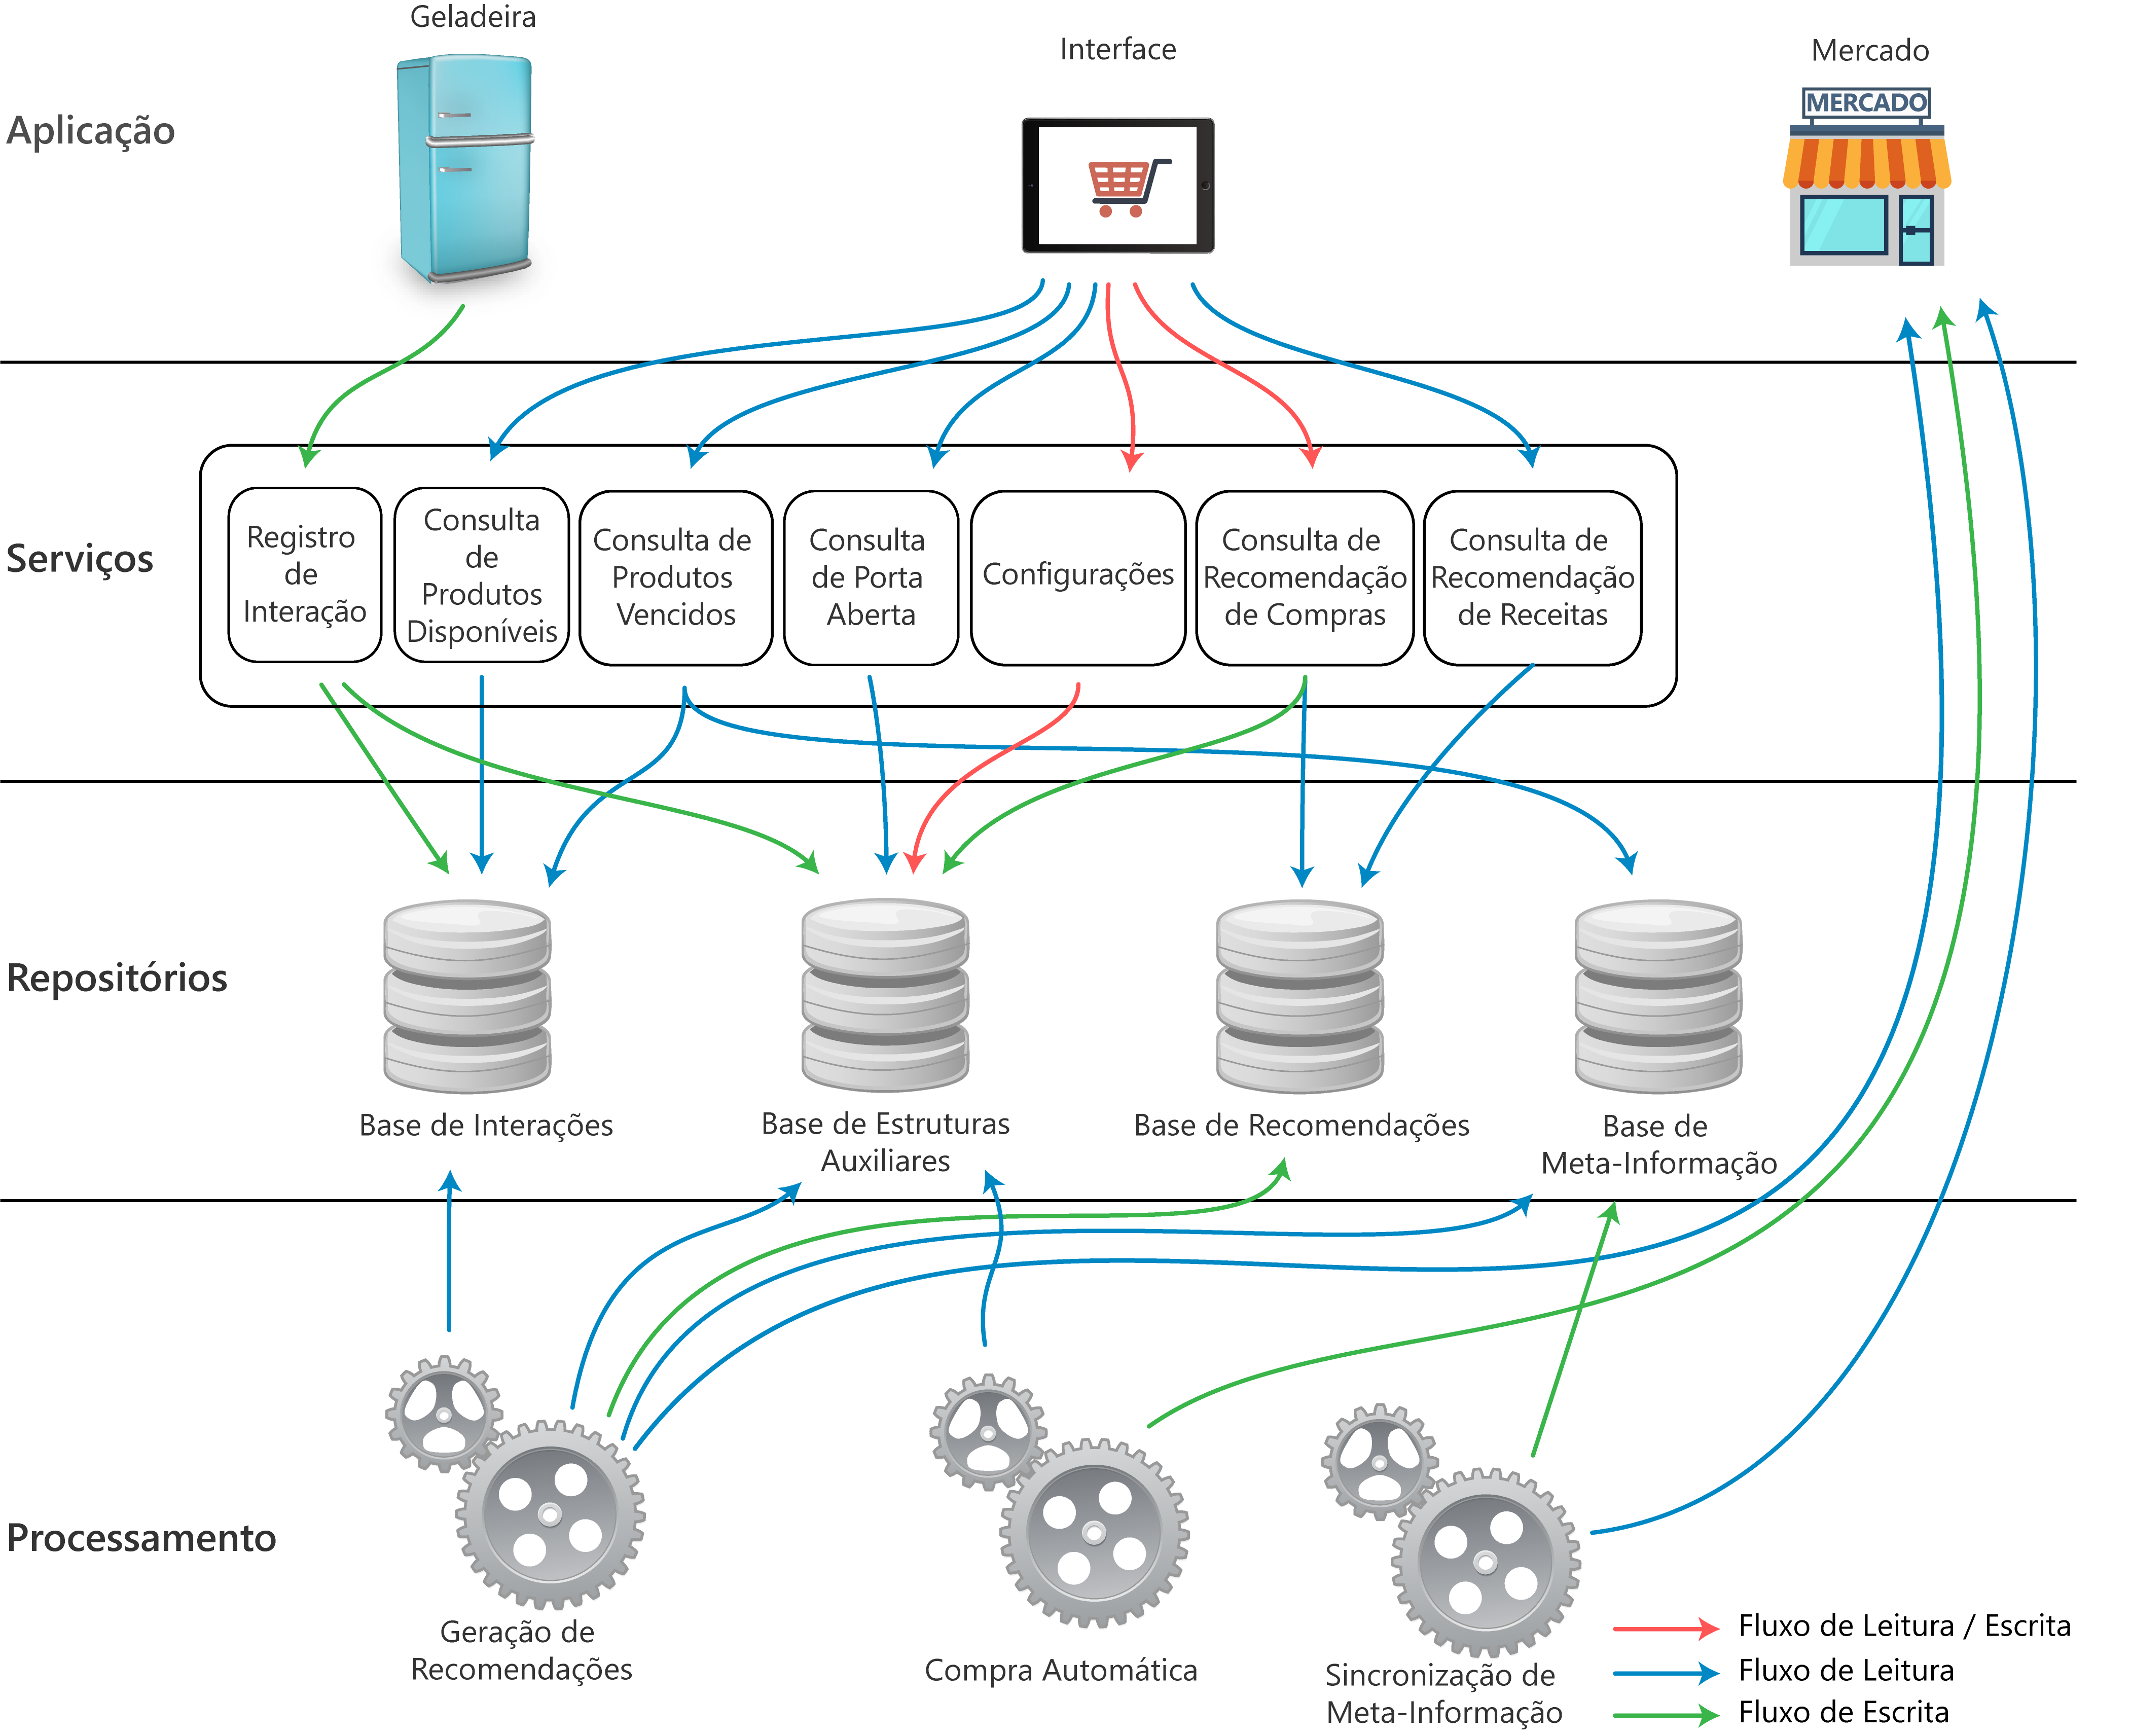 Geladeira
Interface
Mercado
MERCADO
Aplicação
Serviços
Registro
de
Interação
Consulta
de
Produtos
Disponíveis
Consulta de
Produtos
Vencidos
Consulta
de Porta
Aberta
Configurações
Consulta de
Recomendação
de Compras
Consulta de
Recomendação
de Receitas
Repositórios
Base de Interações
Base de Estruturas
Auxiliares
Base de Recomendações
Base de
Meta-Informação
Processamento
Geração de
Recomendações
Compra Automática
Sincronização de
Meta-Informação
Fluxo de Leitura / Escrita
Fluxo de Leitura
Fluxo de Escrita